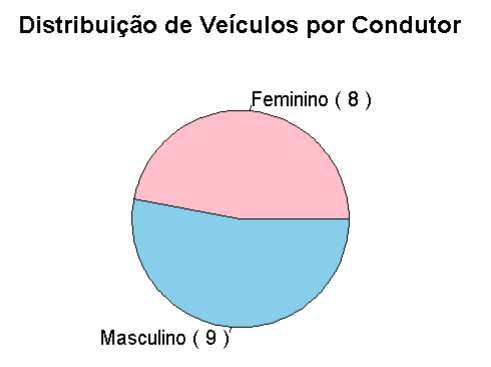 Distribuição de Veículos por Condutor
Feminino ( 8 )
Masculino ( 9 )